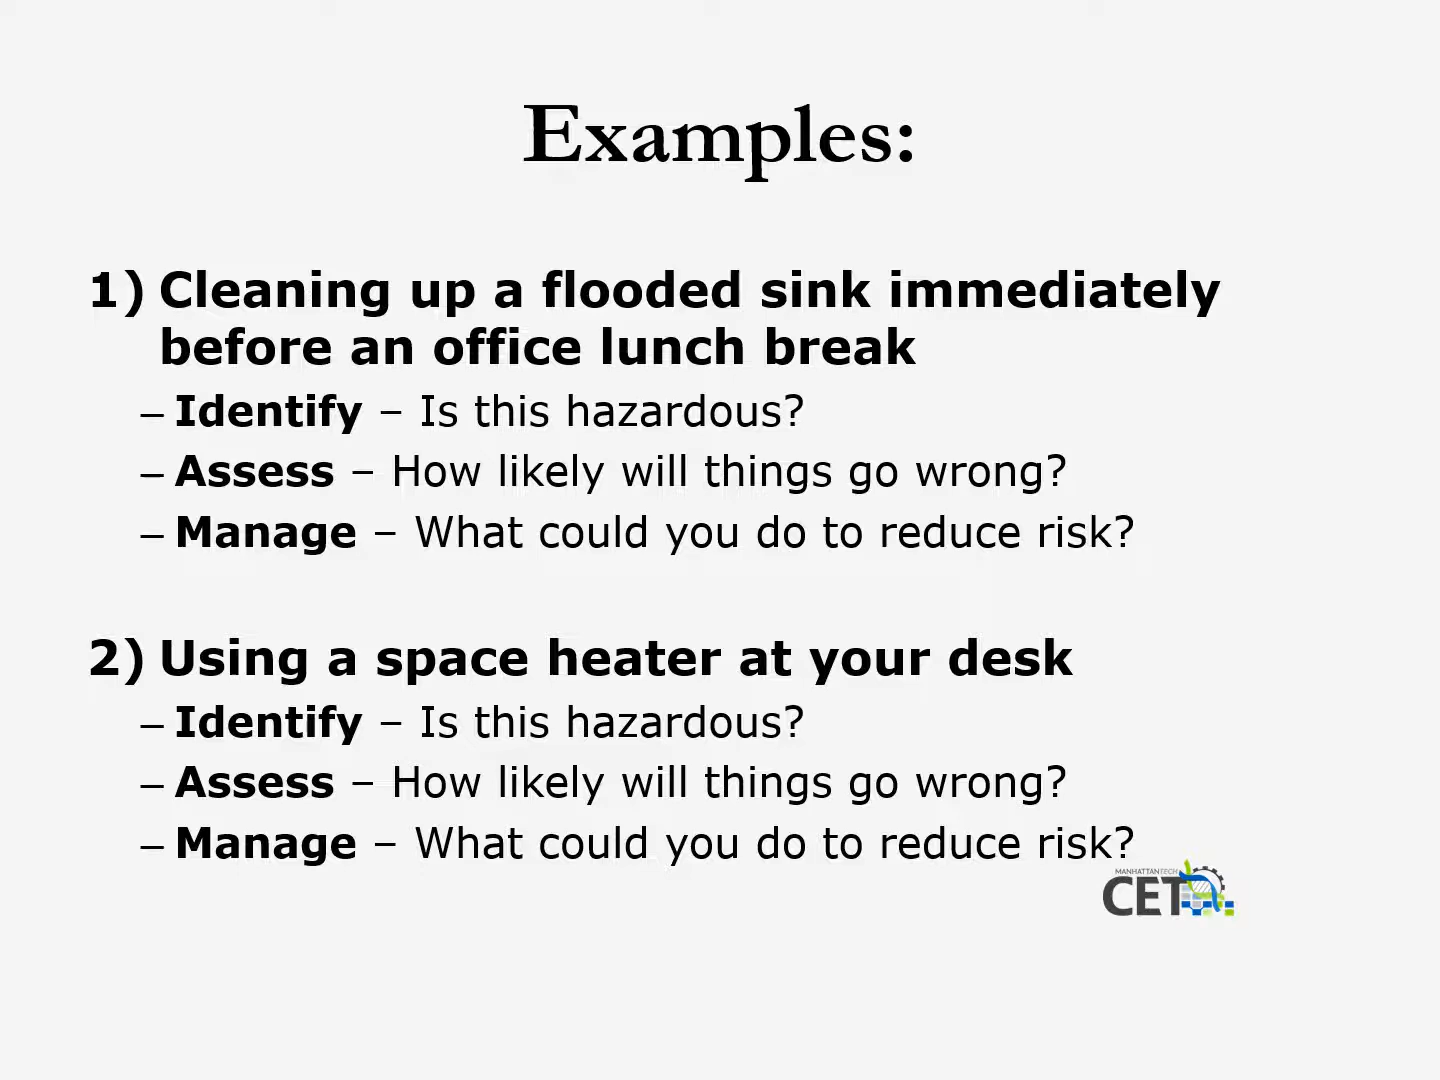 Examples:
1) Cleaning up a flooded sink immediately
before an office lunch break
– Identify – Is this hazardous?
– Assess – How likely will things go wrong?
– Manage – What could you do to reduce risk?
2) Using a space heater at your desk
– Identify – Is this hazardous?
– Assess – How likely will things go wrong?
– Manage – What could you do to reduce risk?
MANHATTANTECH
CET